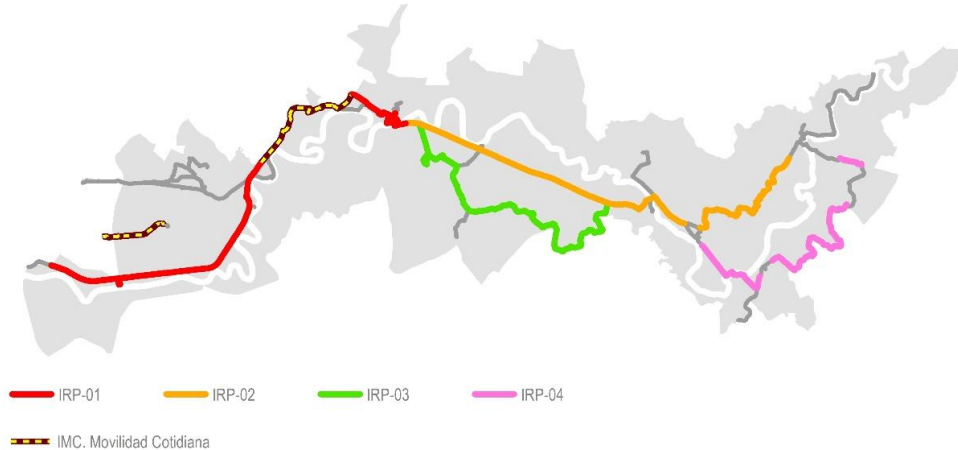 IRP-01 IRP-02 IRP-03 IRP-04
IMC. Movilidad Cotidiana